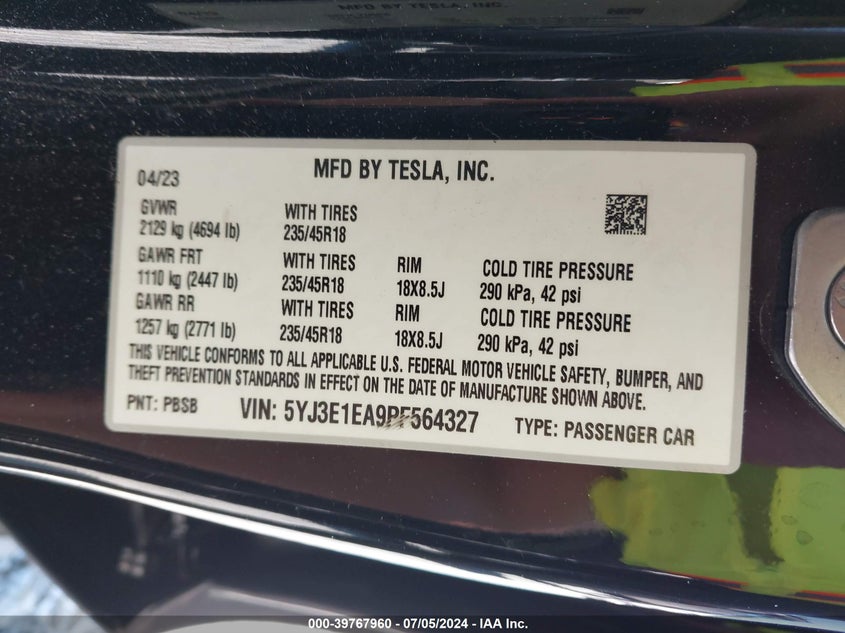 MFD BY TESLA, INC.
04/23 MFD BY TESLA, INC.
GVWR WITH TIRES
2129 kg (4694 lb) 235/45R18
GAWR FRT WITH TIRES RIM COLD TIRE PRESSURE
1110 kg (2447 lb) 235/45R18 18X8.5J 290 kPa, 42 psi
GAWR RR WITH TIRES RIM COLD TIRE PRESSURE
1257 kg (2771 lb) 235/45R18 18X8.5J 290 kPa, 42 psi
THIS VEHICLE CONFORMS TO ALL APPLICABLE U.S. FEDERAL MOTOR VEHICLE SAFETY, BUMPER, AND
THEFT PREVENTION STANDARDS IN EFFECT ON THE DATE OF MANUFACTURE SHOWN ABOVE.
PNT: PBSB VIN: 5YJ3E1EA9PF564327 TYPE: PASSENGER CAR
000-39767960 - 07/05/2024 - IAA Inc.